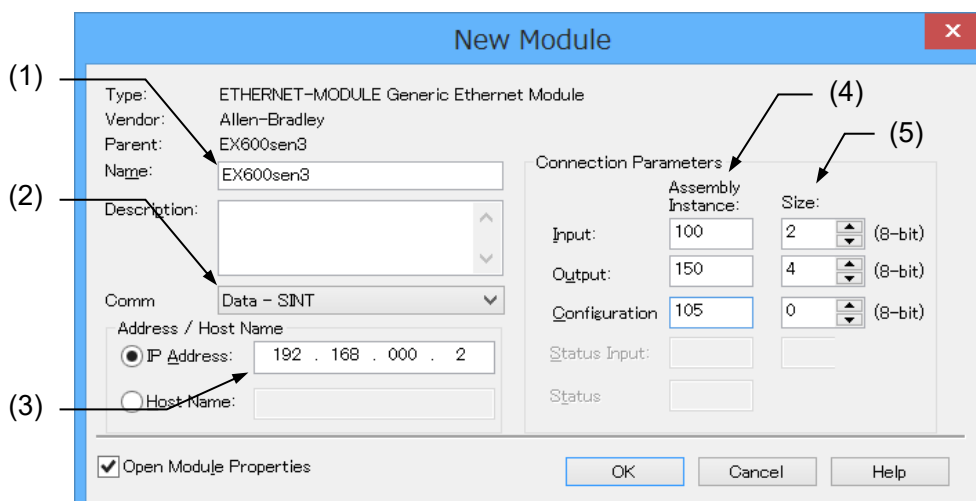 New Module
×
(1)
Type: ETHERNET-MODULE Generic Ethernet Module
Vendor: Allen-Bradley
Parent: EX600sen3
Name: EX600sen3
(2)
Description:
Comm Data - SINT
Address / Host Name
IP Address: 192 . 168 . 000 . 2
(3)
Host Name:
(4)
(5)
Connection Parameters
Assembly
Instance: Size:
Input: 100 2 (8-bit)
Output: 150 4 (8-bit)
Configuration 105 0 (8-bit)
Status Input:
Status
Open Module Properties
OK Cancel Help